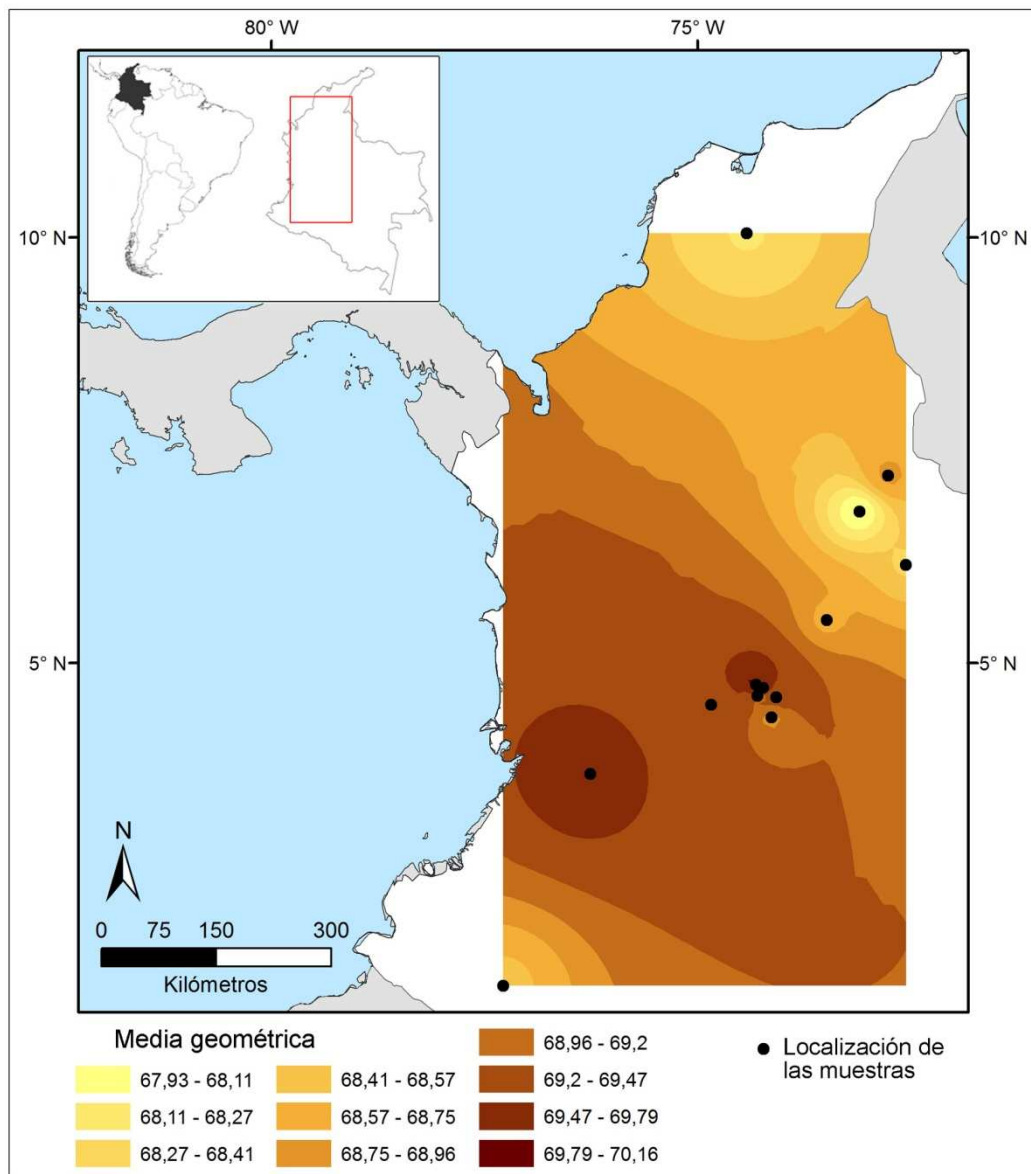 80° W
75° W
10° N
10° N
5° N
5° N
N
0 75 150 300
Kilómetros
Media geométrica
67,93 - 68,11
68,11 - 68,27
68,27 - 68,41
68,41 - 68,57
68,57 - 68,75
68,75 - 68,96
68,96 - 69,2
69,2 - 69,47
69,47 - 69,79
69,79 - 70,16
Localización de
las muestras